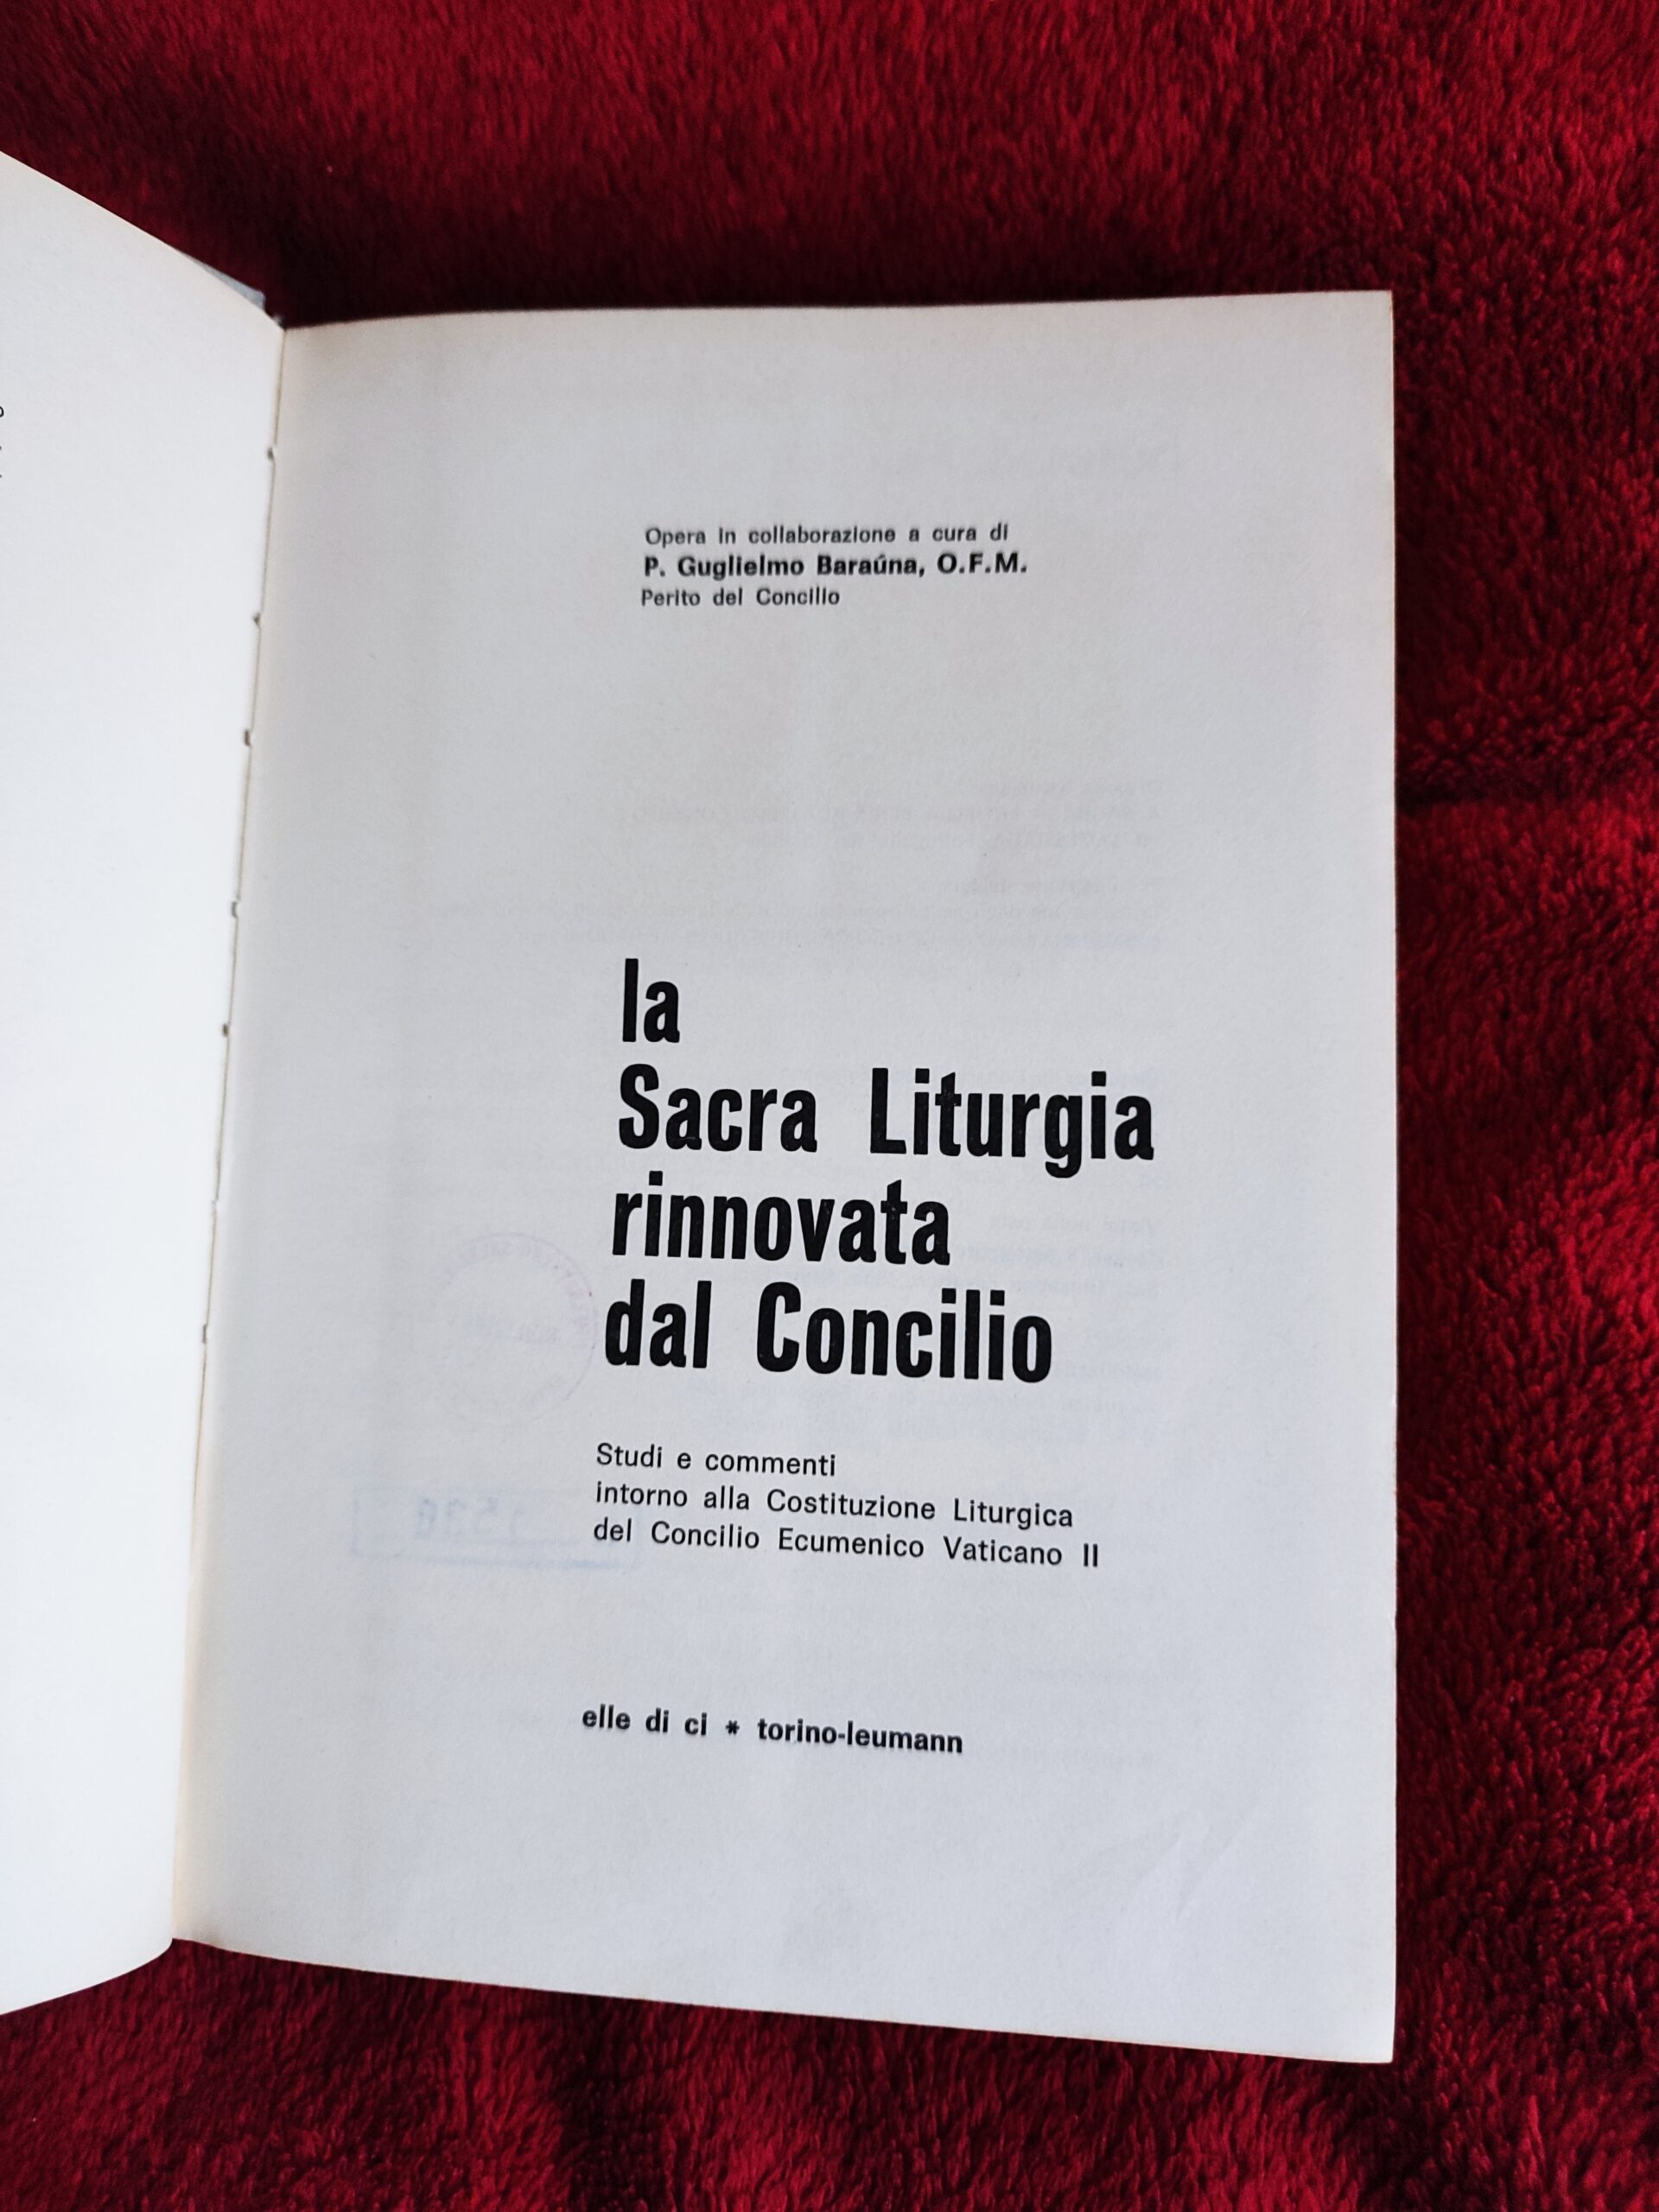 Opera in collaborazione a cura di
P. Guglielmo Baraúna, O.F.M.
Perito del Concilio
la
Sacra Liturgia
rinnovata
dal Concilio
Studi e commenti
intorno alla Costituzione Liturgica
del Concilio Ecumenico Vaticano II
elle di ci * torino-leumann